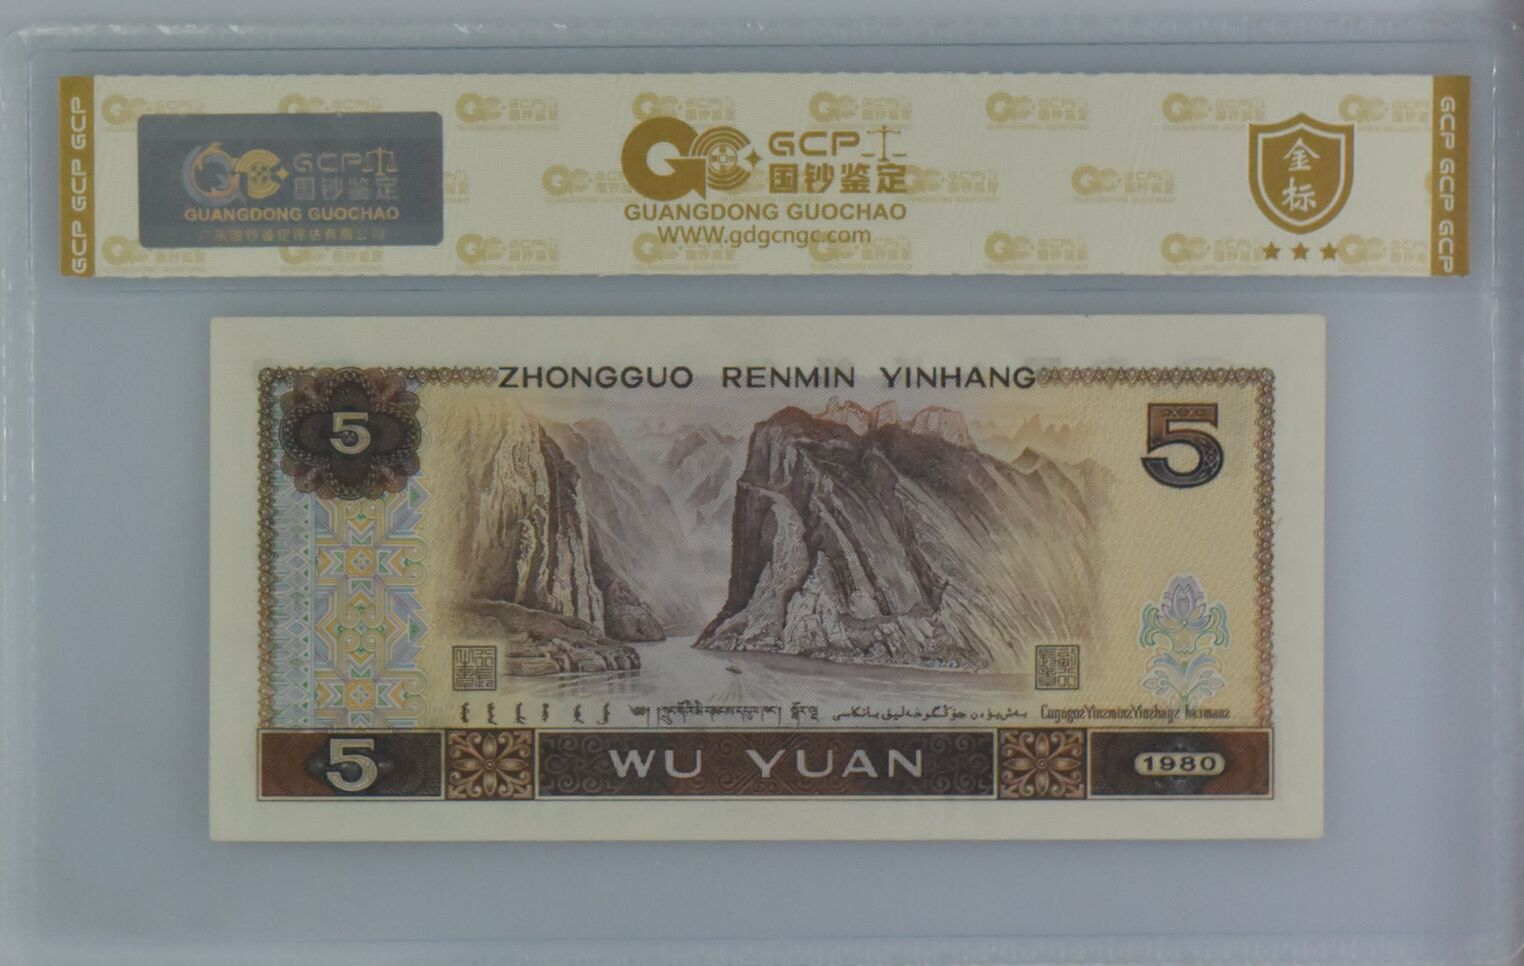 GCP GCP GCP
GCP
国钞鉴定
GUANGDONG GUOCHAO
广东国钞鉴定评估有限公司
GCP
国钞鉴定
GUANGDONG GUOCHAO
WWW.gdgcngc.com
金标
GCP GCP GCP
ZHONGGUO RENMIN YINHANG
5
5
5
WU YUAN
1980